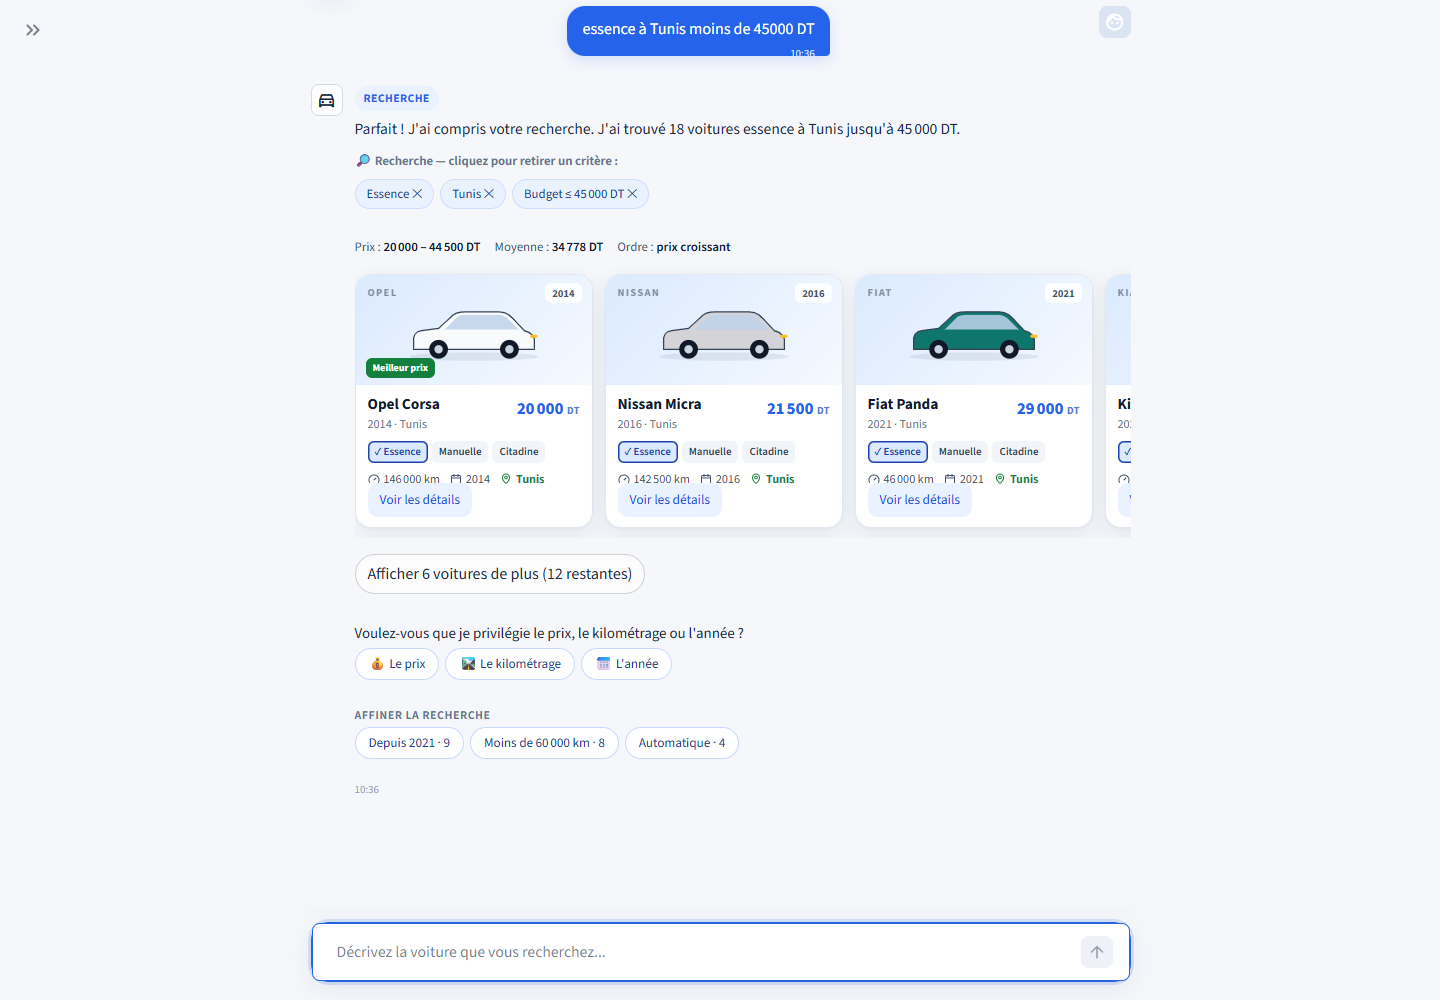 essence à Tunis moins de 45000 DT
10:36
RECHERCHE
Parfait ! J'ai compris votre recherche. J'ai trouvé 18 voitures essence à Tunis jusqu'à 45 000 DT.
Recherche — cliquez pour retirer un critère :
Essence ✕ Tunis ✕ Budget ≤ 45 000 DT ✕
Prix : 20 000 – 44 500 DT Moyenne : 34 778 DT Ordre : prix croissant
OPEL 2014
Meilleur prix
Opel Corsa 20 000 DT
2014 · Tunis
✓ Essence Manuelle Citadine
146 000 km 2014 Tunis
Voir les détails
NISSAN 2016
Nissan Micra 21 500 DT
2016 · Tunis
✓ Essence Manuelle Citadine
142 500 km 2016 Tunis
Voir les détails
FIAT 2021
Fiat Panda 29 000 DT
2021 · Tunis
✓ Essence Manuelle Citadine
46 000 km 2021 Tunis
Voir les détails
Afficher 6 voitures de plus (12 restantes)
Voulez-vous que je privilégie le prix, le kilométrage ou l'année ?
Le prix Le kilométrage L'année
AFFINER LA RECHERCHE
Depuis 2021 · 9 Moins de 60 000 km · 8 Automatique · 4
10:36
Décrivez la voiture que vous recherchez...